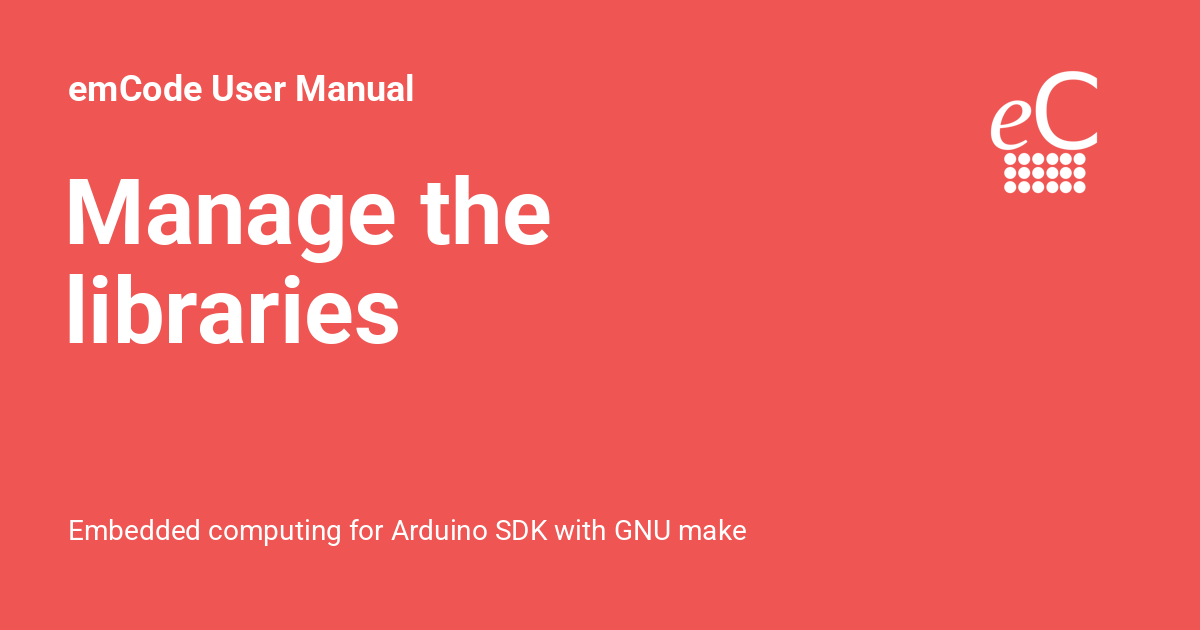 emCode User Manual
eC
Manage the
libraries
Embedded computing for Arduino SDK with GNU make